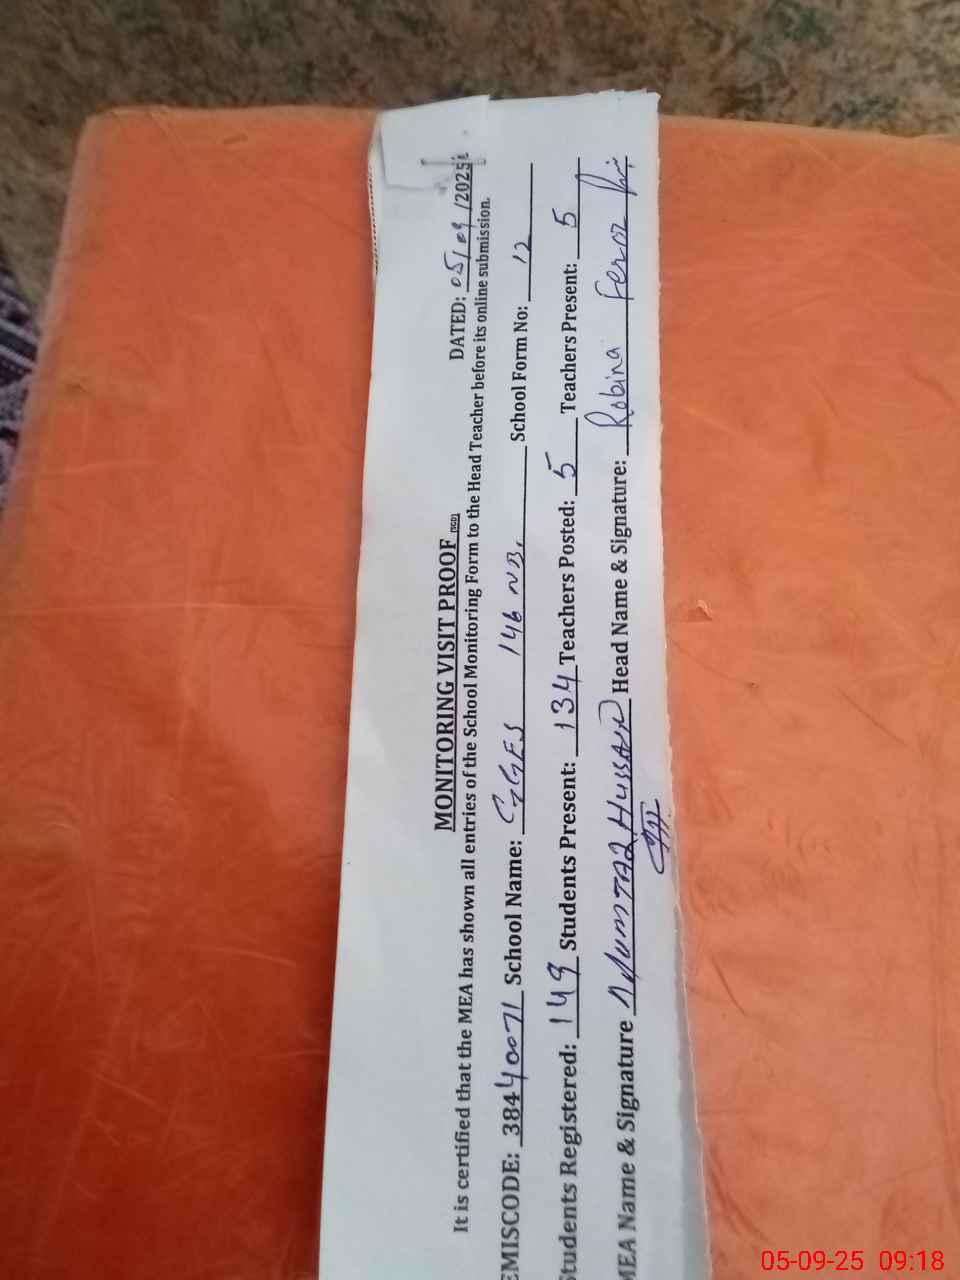 MONITORING VISIT PROOF (SGD) DATED: 05/09/2025
It is certified that the MEA has shown all entries of the School Monitoring Form to the Head Teacher before its online submission.
EMISCODE: 38440071 School Name: GGES 146 NB. School Form No: 12
Students Registered: 149 Students Present: 134 Teachers Posted: 5 Teachers Present: 5
MEA Name & Signature Mumtaz Hussain Head Name & Signature: Robina Feroz
05-09-25 09:18